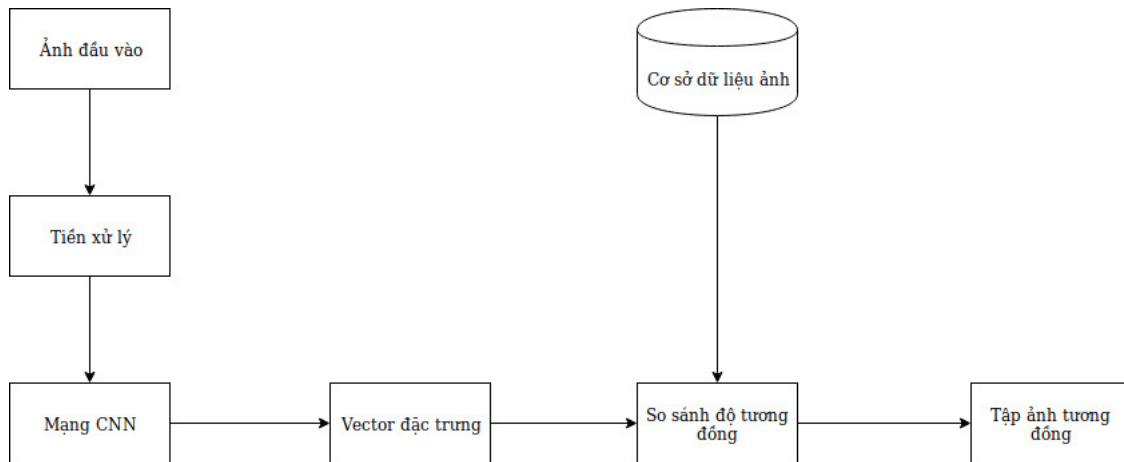 Ảnh đầu vào
Cơ sở dữ liệu ảnh
Tiền xử lý
Mạng CNN
Vector đặc trưng
So sánh độ tương
đồng
Tập ảnh tương
đồng